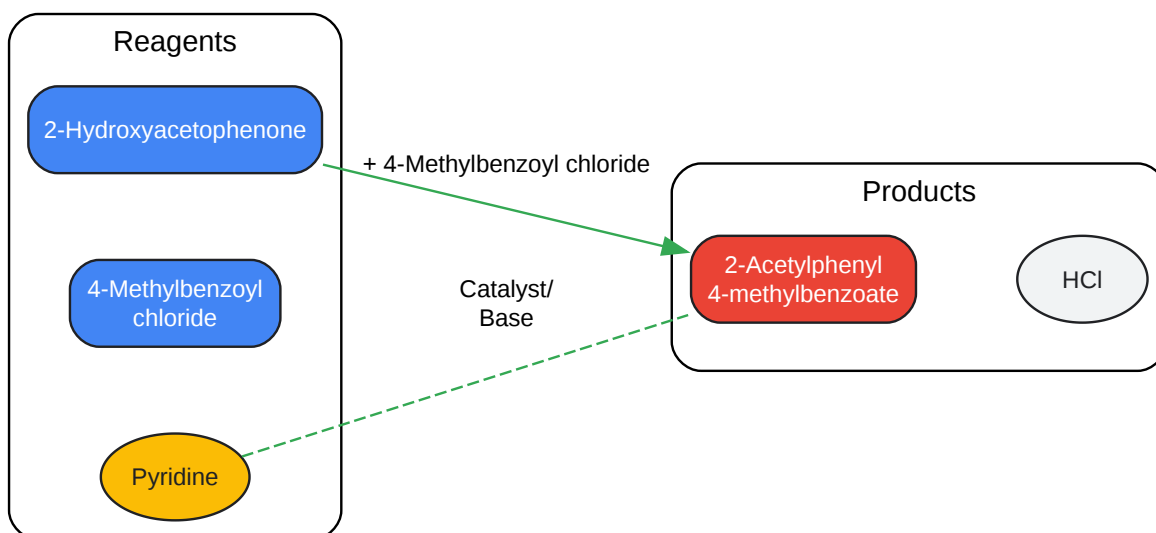 Reagents
2-Hydroxyacetophenone
4-Methylbenzoyl
chloride
Pyridine
+ 4-Methylbenzoyl chloride
Catalyst/
Base
Products
2-Acetylphenyl
4-methylbenzoate
HCl